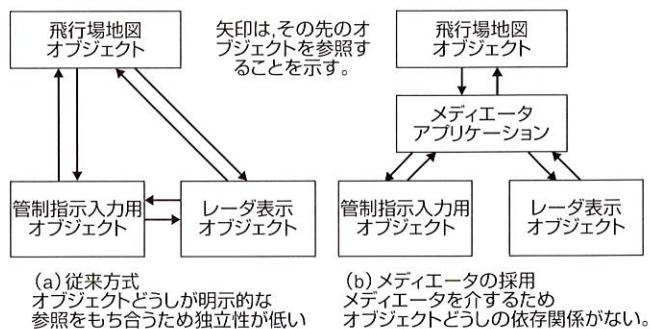 飛行場地図
オブジェクト
矢印は,その先のオ
ブジェクトを参照す
ることを示す。
飛行場地図
オブジェクト
メディエータ
アプリケーション
管制指示入力用
オブジェクト
レーダ表示
オブジェクト
管制指示入力用
オブジェクト
レーダ表示
オブジェクト
(a)従来方式
オブジェクトどうしが明示的な
参照をもち合うため独立性が低い
(b)メディエータの採用
メディエータを介するため
オブジェクトどうしの依存関係がない。